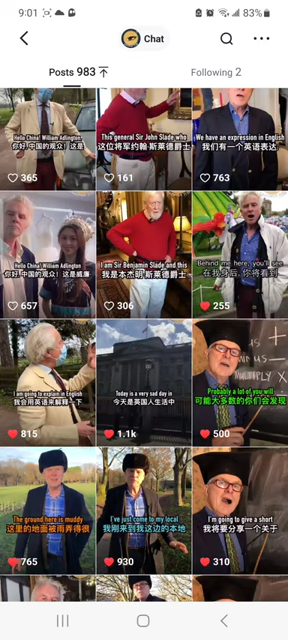 9:01
83%
Chat
Posts 983
Following 2
Hello China! William Adlington,
你好,中国的观众! 这是
365
This general Sir John Slade who
这位将军约翰·斯莱德爵士
161
We have an expression in English
我们有一个英语表达
763
Hello China! William Adlington,
你好,中国的观众! 这是威廉
657
I am Sir Benjamin Slade and this
我是本杰明·斯莱德爵士
306
Behind me here, you'll see
在我身后,你将看到
255
I am going to explain in English
我会用英语来解释一下
815
Today is a very sad day in
今天是英国人生活中
1.1k
Probably a lot of you will
可能大多数的你们会发现
500
The ground here is muddy
这里的地面被雨弄得很
765
I've just come to my local
我刚来到我这边的本地
930
I'm going to give a short
我将要分享一个关于
310